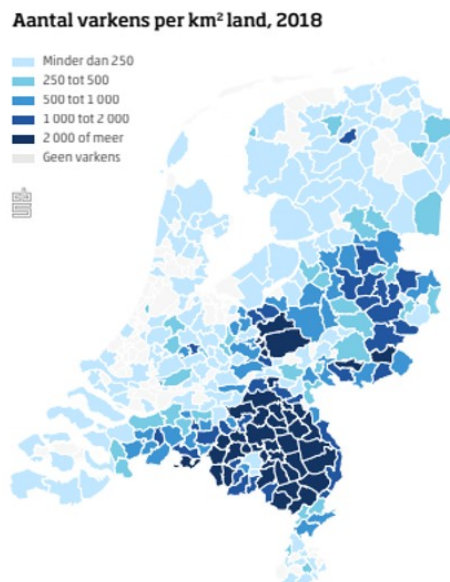 Aantal varkens per km² land, 2018
Minder dan 250
250 tot 500
500 tot 1 000
1 000 tot 2 000
2 000 of meer
Geen varkens